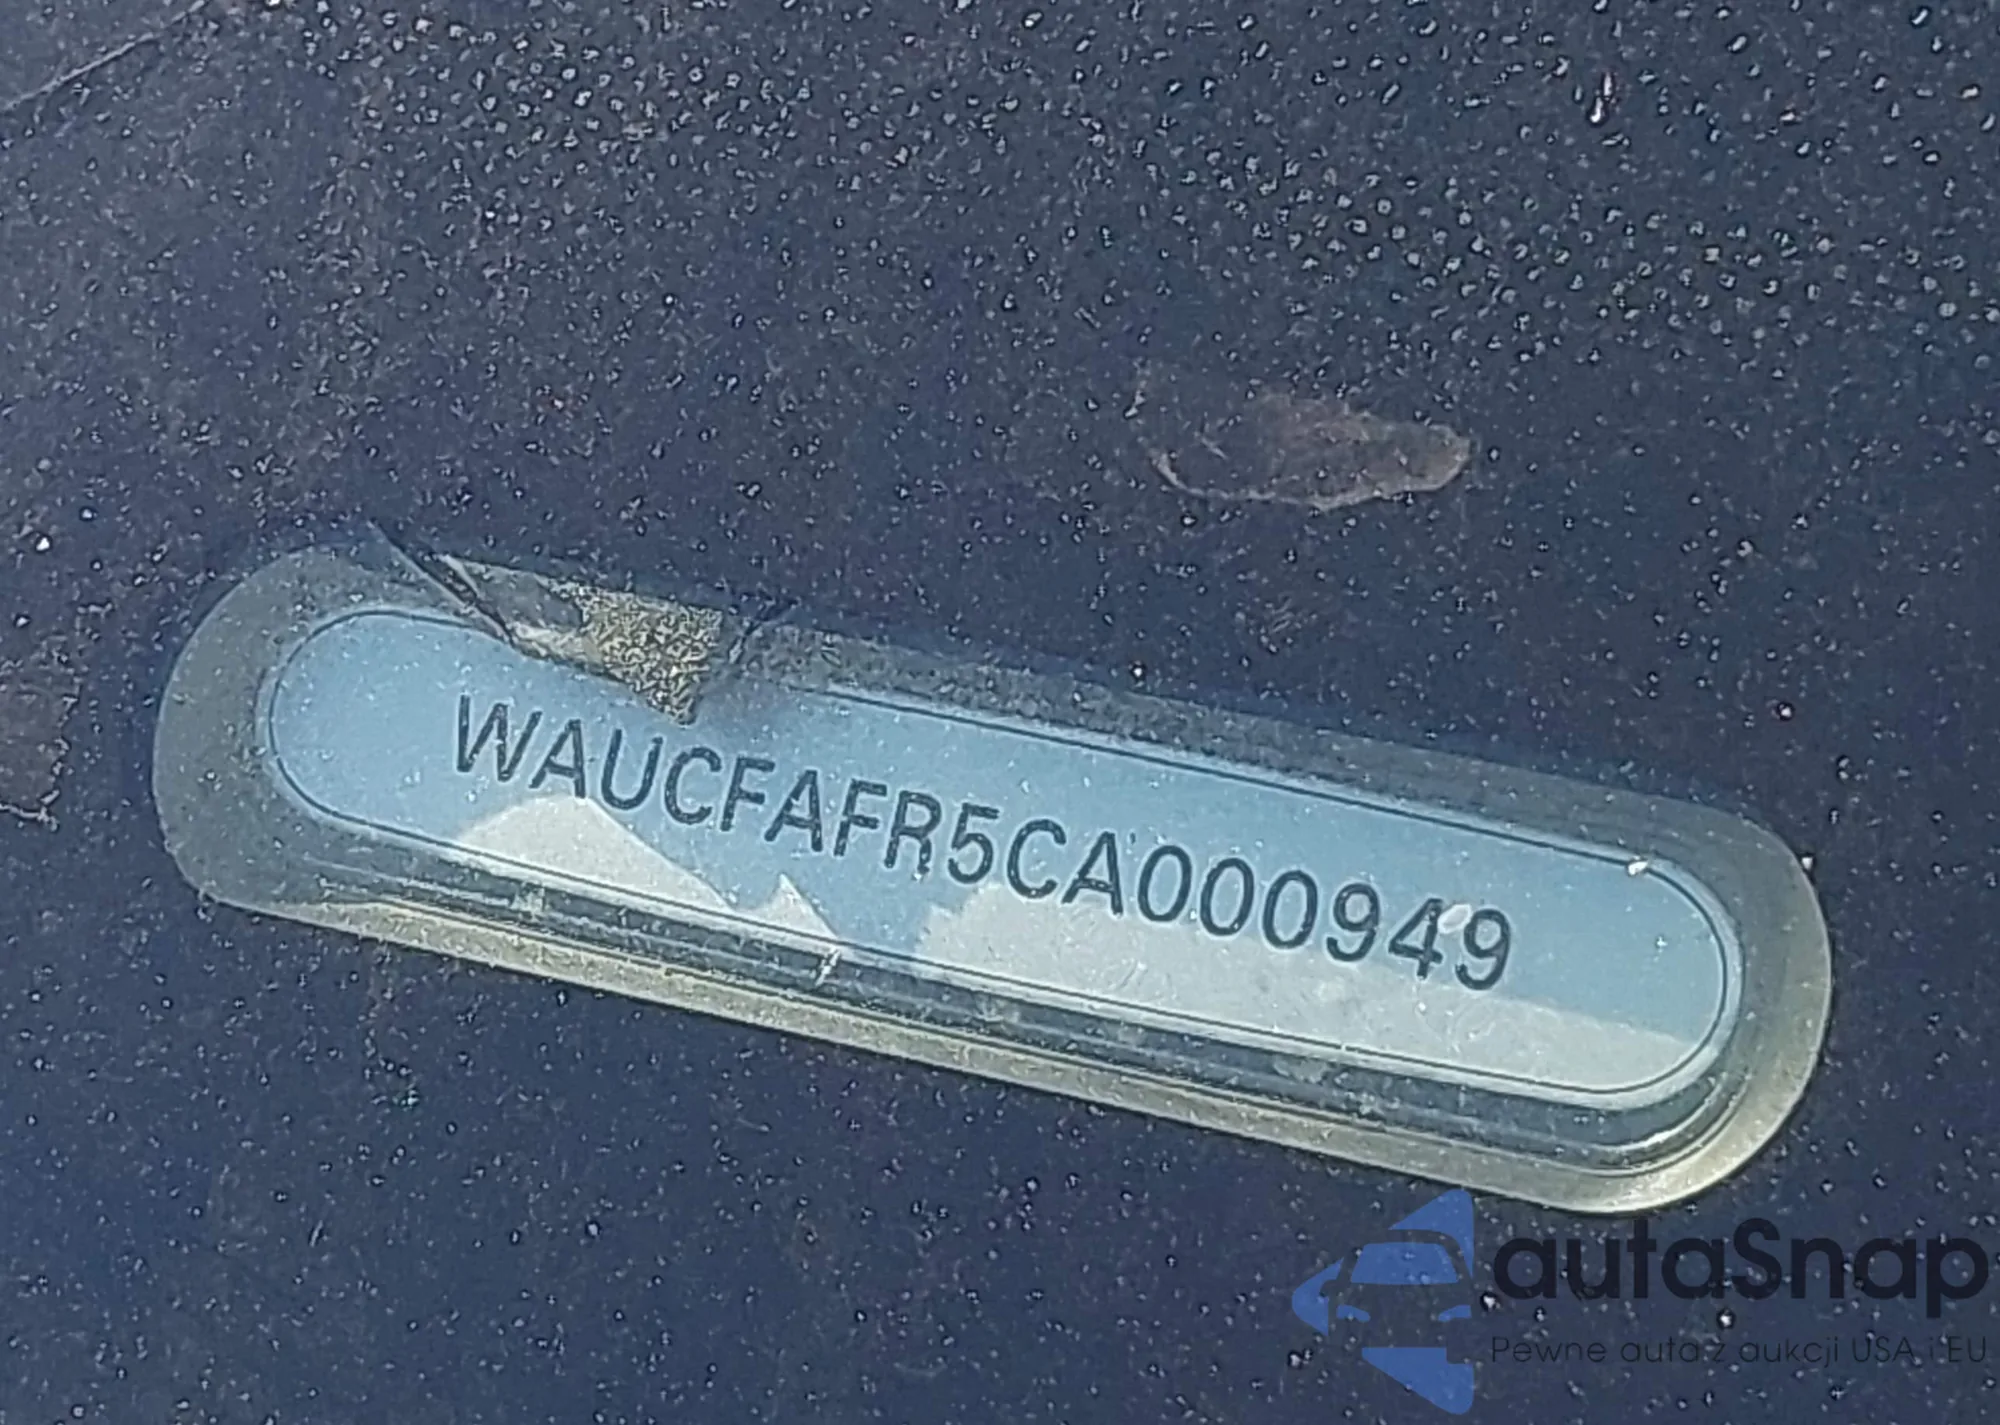 WAUCFAFR5CA000949
autaSnap
Pewne auta z aukcji USA i EU